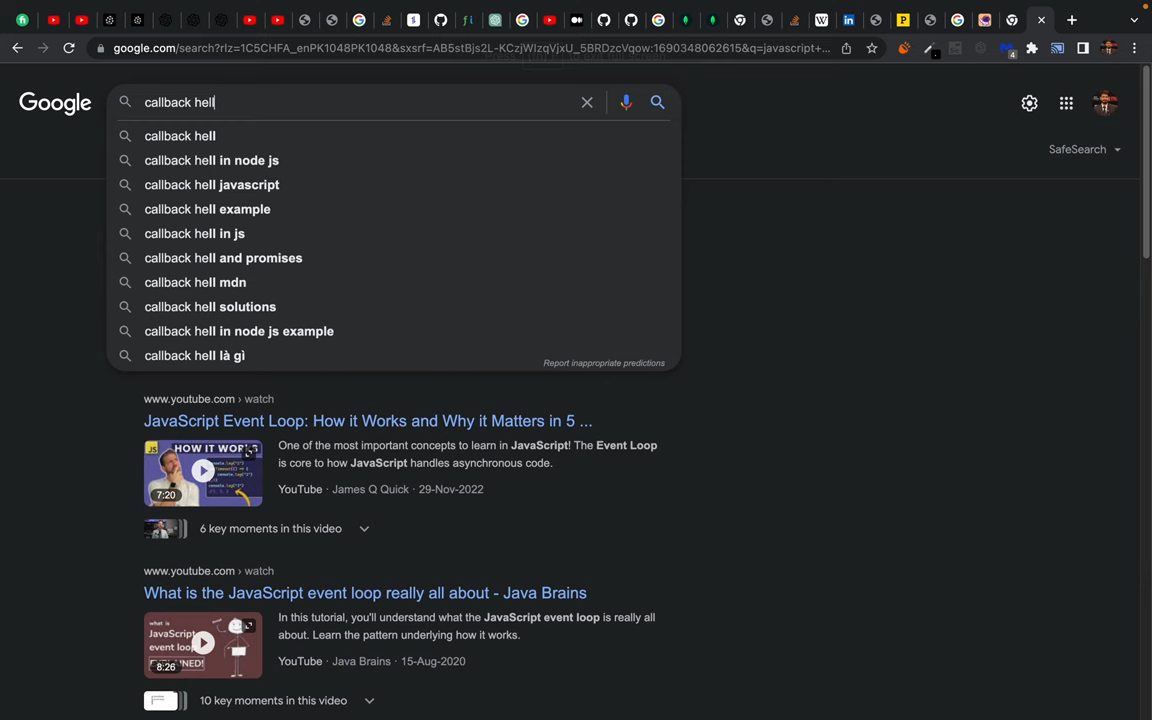 google.com/search?rlz=1C5CHFA_enPK1048PK1048&sxsrf=AB5stBjs2L-KCzjWIzqVjxU_5BRDzcVqow:1690348062615&q=javascript+...
4
Google
callback hell
SafeSearch
callback hell
callback hell in node js
callback hell javascript
callback hell example
callback hell in js
callback hell and promises
callback hell mdn
callback hell solutions
callback hell in node js example
callback hell là gì
Report inappropriate predictions
www.youtube.com › watch
JavaScript Event Loop: How it Works and Why it Matters in 5 ...
JS
HOW IT WORKS
7:20
One of the most important concepts to learn in JavaScript! The Event Loop
is core to how JavaScript handles asynchronous code.
YouTube · James Q Quick · 29-Nov-2022
6 key moments in this video
www.youtube.com › watch
What is the JavaScript event loop really all about - Java Brains
what is
JavaScript
event loop
EXPLAINED!
8:26
In this tutorial, you'll understand what the JavaScript event loop is really all
about. Learn the pattern underlying how it works.
YouTube · Java Brains · 15-Aug-2020
10 key moments in this video